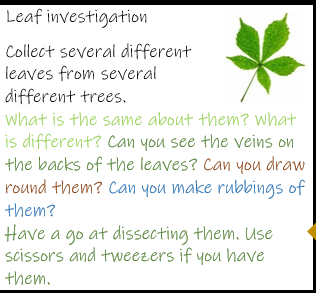 Leaf investigation
Collect several different
leaves from several
different trees.
What is the same about them? What
is different? Can you see the veins on
the backs of the leaves? Can you draw
round them? Can you make rubbings of
them?
Have a go at dissecting them. Use
scissors and tweezers if you have
them.